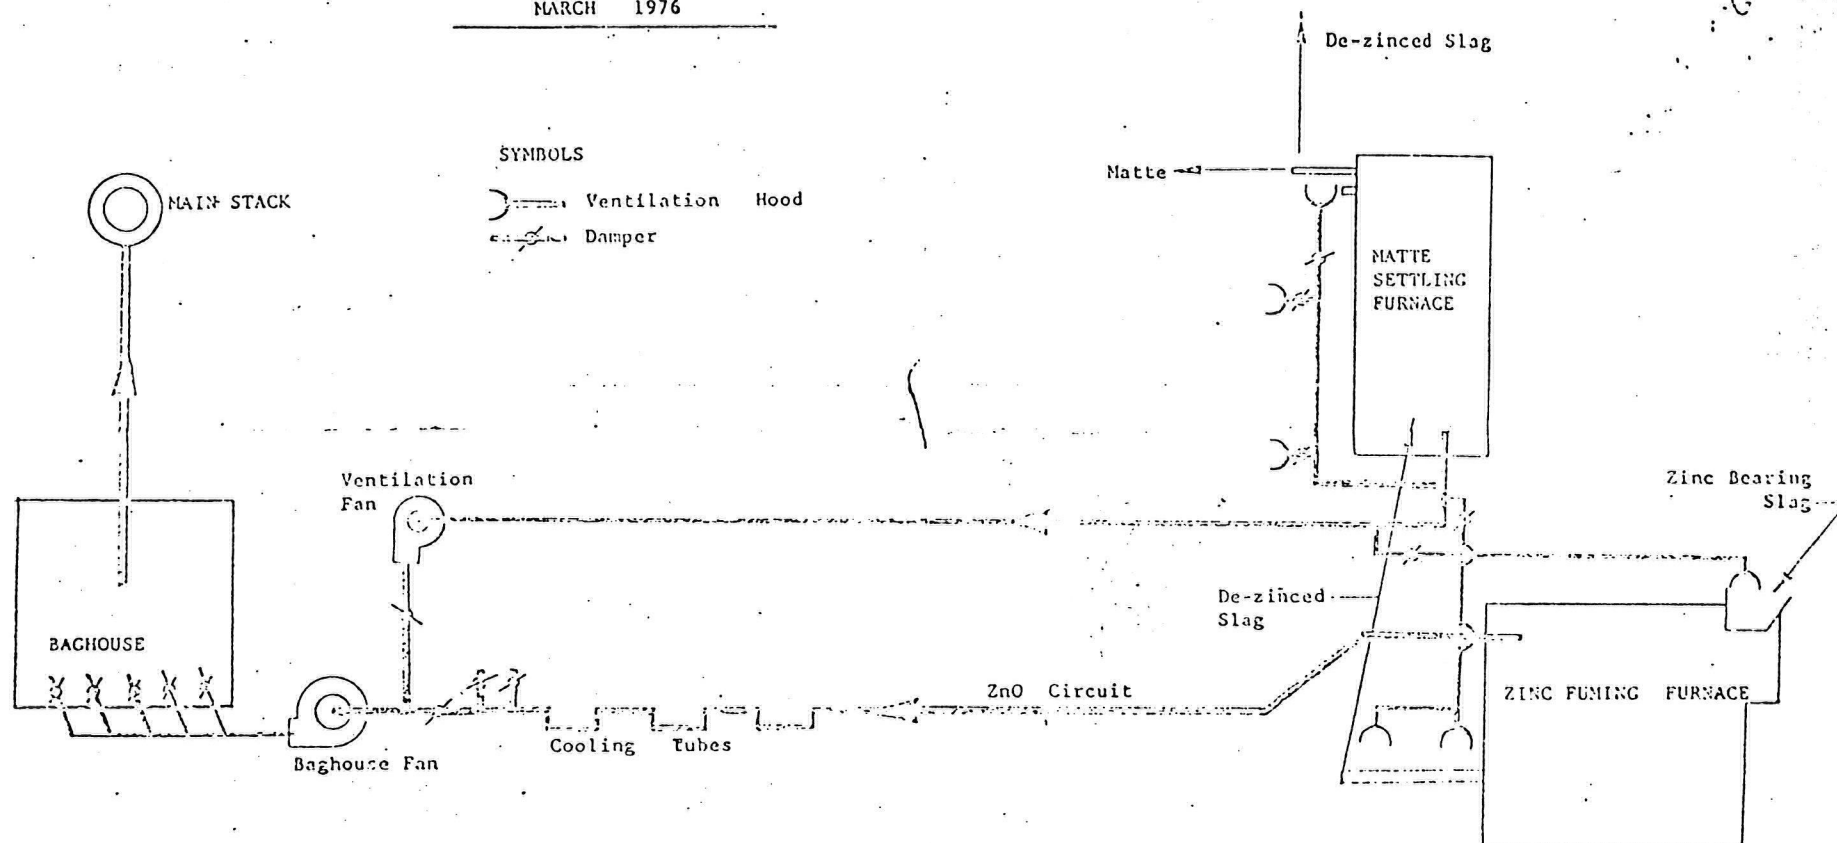 MARCH 1976
De-zinced Slag
SYMBOLS
Matte
MAIN STACK
Ventilation Hood
Damper
MATTE
SETTLING
FURNACE
Ventilation
Fan
Zinc Bearing
Slag
De-zinced
Slag
BAGHOUSE
ZnO Circuit
ZINC FUMING FURNACE
Cooling Tubes
Baghouse Fan